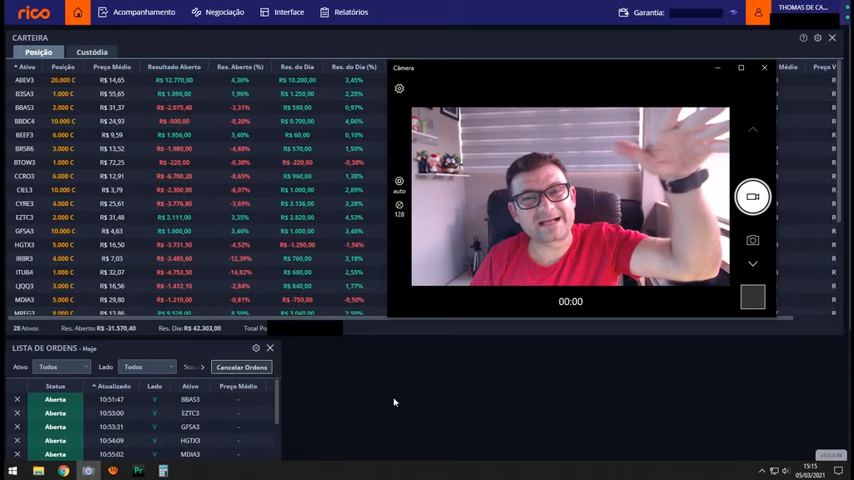 rico Acompanhamento Negociação Interface Relatórios Garantia: THOMAS DE CA...
CARTEIRA
Posição Custódia
Ativo Posição Preço Médio Resultado Aberto Res. Aberto (%) Res. do Dia Res. do Dia (%) Médio Preço V
ABEV3 20.000 C R$ 14,65 R$ 12.770,00 4,36% R$ 10.200,00 3,45% R
B3SA3 1.000 C R$ 55,65 R$ 1.090,00 1,96% R$ 1.250,00 2,25% R
BBAS3 2.000 C R$ 31,37 R$ -2.075,40 -3,31% R$ 580,00 0,97% R
BBDC4 10.000 C R$ 24,93 R$ -500,00 -0,20% R$ 9.700,00 4,06% R
BEEF3 6.000 C R$ 9,59 R$ 1.956,00 3,40% R$ 60,00 0,10% R
BRSR6 3.000 C R$ 13,52 R$ -1.980,00 -4,88% R$ 570,00 1,50% R
BTOW3 1.000 C R$ 72,25 R$ -220,00 -0,30% R$ -220,00 -0,30% R
CCRO3 6.000 C R$ 12,91 R$ -6.700,20 -8,65% R$ 960,00 1,38% R
CIEL3 10.000 C R$ 3,79 R$ -2.300,00 -6,07% R$ 1.000,00 2,89% R
CYRE3 4.000 C R$ 25,61 R$ -3.776,80 -3,69% R$ 3.136,00 3,28% R
EZTC3 2.000 C R$ 31,48 R$ 2.111,00 3,35% R$ 2.820,00 4,53% R
GFSA3 10.000 C R$ 4,63 R$ 1.600,00 3,46% R$ 1.600,00 3,46% R
HGTX3 5.000 C R$ 16,50 R$ -3.731,50 -4,52% R$ -1.250,00 -1,56% R
IRBR3 4.000 C R$ 7,03 R$ -3.485,60 -12,39% R$ 760,00 3,18% R
ITUB4 1.000 C R$ 32,07 R$ -4.753,50 -14,82% R$ 680,00 2,55% R
LJQQ3 3.000 C R$ 16,56 R$ -1.412,10 -2,84% R$ 840,00 1,77% R
MDIA3 5.000 C R$ 29,80 R$ -1.210,00 -0,81% R$ -750,00 -0,50% R
MREG3 8.000 C R$ 13,86 R$ 9.528,00 8,59%
28 Ativos Res. Aberto: R$ -31.570,40 Res. Dia: R$ 42.303,00 Total Po
Câmera
auto
128
00:00
LISTA DE ORDENS - Hoje
Ativo Todos Lado Todos Cancelar Ordens
Status Atualizado Lado Ativo Preço Médio
Aberta 10:51:47 V BBAS3 -
Aberta 10:53:00 V EZTC3 -
Aberta 10:53:31 V GFSA3 -
Aberta 10:54:09 V HGTX3 -
Aberta 10:55:02 V MDIA3 -
Pr
15:15
05/03/2021